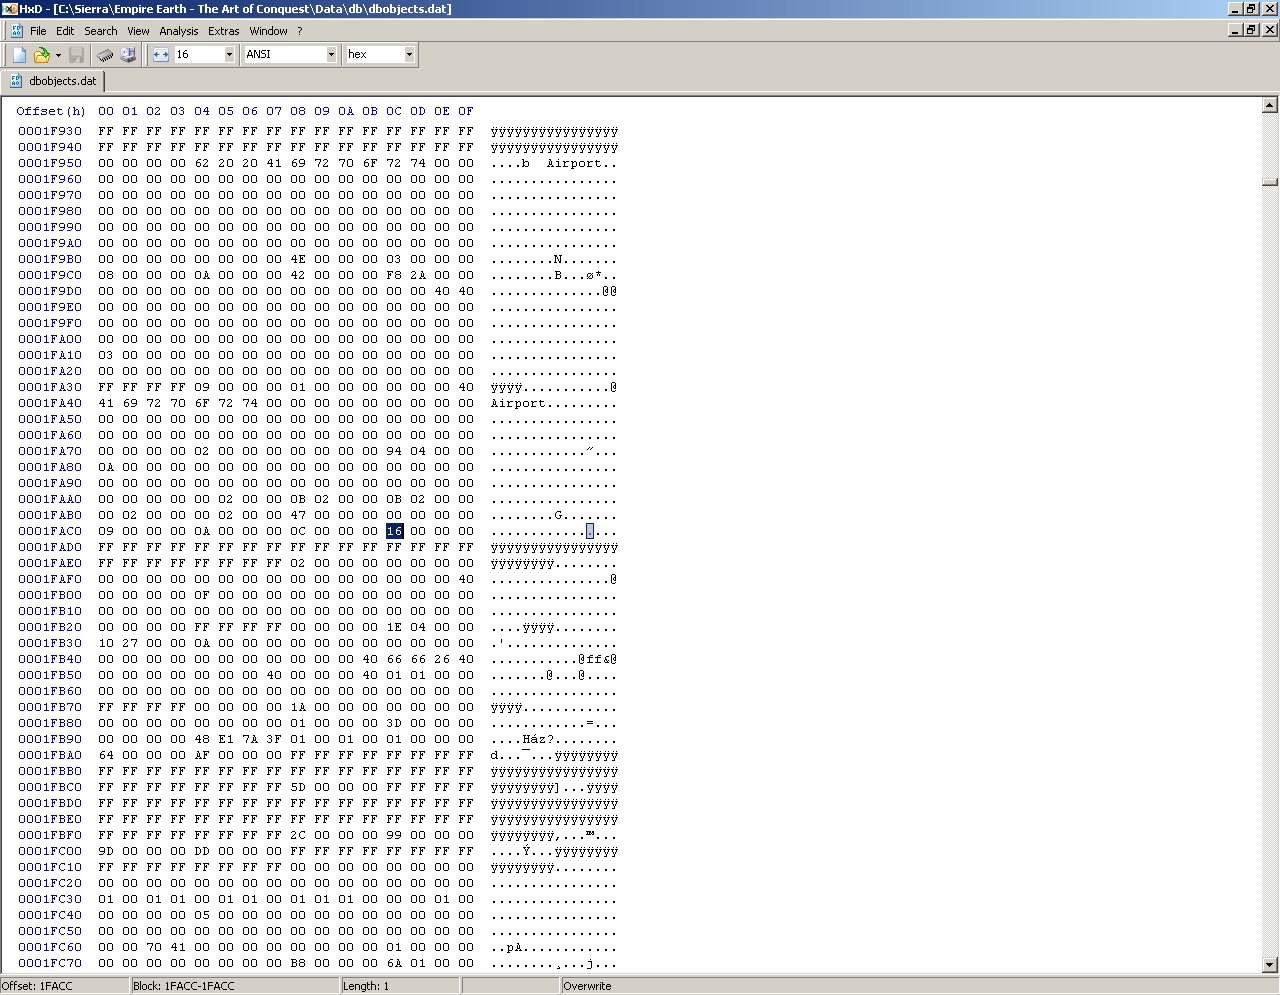 HxD - [C:\Sierra\Empire Earth - The Art of Conquest\Data\db\dbobjects.dat]
File Edit Search View Analysis Extras Window ?
16 ANSI hex
dbobjects.dat
Offset(h) 00 01 02 03 04 05 06 07 08 09 0A 0B 0C 0D 0E 0F
0001F930 FF FF FF FF FF FF FF FF FF FF FF FF FF FF FF FF ÿÿÿÿÿÿÿÿÿÿÿÿÿÿÿÿ
0001F940 FF FF FF FF FF FF FF FF FF FF FF FF FF FF FF FF ÿÿÿÿÿÿÿÿÿÿÿÿÿÿÿÿ
0001F950 00 00 00 00 62 20 20 41 69 72 70 6F 72 74 00 00 ....b  Airport..
0001F960 00 00 00 00 00 00 00 00 00 00 00 00 00 00 00 00 ................
0001F970 00 00 00 00 00 00 00 00 00 00 00 00 00 00 00 00 ................
0001F980 00 00 00 00 00 00 00 00 00 00 00 00 00 00 00 00 ................
0001F990 00 00 00 00 00 00 00 00 00 00 00 00 00 00 00 00 ................
0001F9A0 00 00 00 00 00 00 00 00 00 00 00 00 00 00 00 00 ................
0001F9B0 00 00 00 00 00 00 00 00 4E 00 00 00 03 00 00 00 ........N.......
0001F9C0 08 00 00 00 0A 00 00 00 42 00 00 00 F8 2A 00 00 ........B...ø*..
0001F9D0 00 00 00 00 00 00 00 00 00 00 00 00 00 00 40 40 ..............@@
0001F9E0 00 00 00 00 00 00 00 00 00 00 00 00 00 00 00 00 ................
0001F9F0 00 00 00 00 00 00 00 00 00 00 00 00 00 00 00 00 ................
0001FA00 00 00 00 00 00 00 00 00 00 00 00 00 00 00 00 00 ................
0001FA10 03 00 00 00 00 00 00 00 00 00 00 00 00 00 00 00 ................
0001FA20 00 00 00 00 00 00 00 00 00 00 00 00 00 00 00 00 ................
0001FA30 FF FF FF FF 09 00 00 00 01 00 00 00 00 00 00 40 ÿÿÿÿ...........@
0001FA40 41 69 72 70 6F 72 74 00 00 00 00 00 00 00 00 00 Airport.........
0001FA50 00 00 00 00 00 00 00 00 00 00 00 00 00 00 00 00 ................
0001FA60 00 00 00 00 00 00 00 00 00 00 00 00 00 00 00 00 ................
0001FA70 00 00 00 00 02 00 00 00 00 00 00 00 94 04 00 00 ............”...
0001FA80 0A 00 00 00 00 00 00 00 00 00 00 00 00 00 00 00 ................
0001FA90 00 00 00 00 00 00 00 00 00 00 00 00 00 00 00 00 ................
0001FAA0 00 00 00 00 00 02 00 00 0B 02 00 00 0B 02 00 00 ................
0001FAB0 00 02 00 00 00 02 00 00 47 00 00 00 00 00 00 00 ........G.......
0001FAC0 09 00 00 00 0A 00 00 00 0C 00 00 00 16 00 00 00 ................
0001FAD0 FF FF FF FF FF FF FF FF FF FF FF FF FF FF FF FF ÿÿÿÿÿÿÿÿÿÿÿÿÿÿÿÿ
0001FAE0 FF FF FF FF FF FF FF FF 02 00 00 00 00 00 00 00 ÿÿÿÿÿÿÿÿ........
0001FAF0 00 00 00 00 00 00 00 00 00 00 00 00 00 00 00 40 ...............@
0001FB00 00 00 00 00 0F 00 00 00 00 00 00 00 00 00 00 00 ................
0001FB10 00 00 00 00 00 00 00 00 00 00 00 00 00 00 00 00 ................
0001FB20 00 00 00 00 FF FF FF FF 00 00 00 00 1E 04 00 00 ....ÿÿÿÿ........
0001FB30 10 27 00 00 0A 00 00 00 00 00 00 00 00 00 00 00 .'..............
0001FB40 00 00 00 00 00 00 00 00 00 00 00 40 66 66 26 40 ...........@ff&@
0001FB50 00 00 00 00 00 00 00 40 00 00 00 40 01 01 00 00 .......@...@....
0001FB60 00 00 00 00 00 00 00 00 00 00 00 00 00 00 00 00 ................
0001FB70 FF FF FF FF 00 00 00 00 1A 00 00 00 00 00 00 00 ÿÿÿÿ............
0001FB80 00 00 00 00 00 00 00 00 01 00 00 00 3D 00 00 00 ............=...
0001FB90 00 00 00 00 48 E1 7A 3F 01 00 01 00 01 00 00 00 ....Ház?........
0001FBA0 64 00 00 00 AF 00 00 00 FF FF FF FF FF FF FF FF d...¯...ÿÿÿÿÿÿÿÿ
0001FBB0 FF FF FF FF FF FF FF FF FF FF FF FF FF FF FF FF ÿÿÿÿÿÿÿÿÿÿÿÿÿÿÿÿ
0001FBC0 FF FF FF FF FF FF FF FF 5D 00 00 00 FF FF FF FF ÿÿÿÿÿÿÿÿ]...ÿÿÿÿ
0001FBD0 FF FF FF FF FF FF FF FF FF FF FF FF FF FF FF FF ÿÿÿÿÿÿÿÿÿÿÿÿÿÿÿÿ
0001FBE0 FF FF FF FF FF FF FF FF FF FF FF FF FF FF FF FF ÿÿÿÿÿÿÿÿÿÿÿÿÿÿÿÿ
0001FBF0 FF FF FF FF FF FF FF FF 2C 00 00 00 99 00 00 00 ÿÿÿÿÿÿÿÿ,...™...
0001FC00 9D 00 00 00 DD 00 00 00 FF FF FF FF FF FF FF FF ....Ý...ÿÿÿÿÿÿÿÿ
0001FC10 FF FF FF FF FF FF FF FF 00 00 00 00 00 00 00 00 ÿÿÿÿÿÿÿÿ........
0001FC20 00 00 00 00 00 00 00 00 00 00 00 00 00 00 00 00 ................
0001FC30 01 00 01 01 00 01 01 00 01 01 01 00 00 00 01 00 ................
0001FC40 00 00 00 00 05 00 00 00 00 00 00 00 00 00 00 00 ................
0001FC50 00 00 00 00 00 00 00 00 00 00 00 00 00 00 00 00 ................
0001FC60 00 00 70 41 00 00 00 00 00 00 00 00 01 00 00 00 ..pA............
0001FC70 00 00 00 00 00 00 00 00 B8 00 00 00 6A 01 00 00 ........¸...j...
Offset: 1FACC Block: 1FACC-1FACC Length: 1 Overwrite